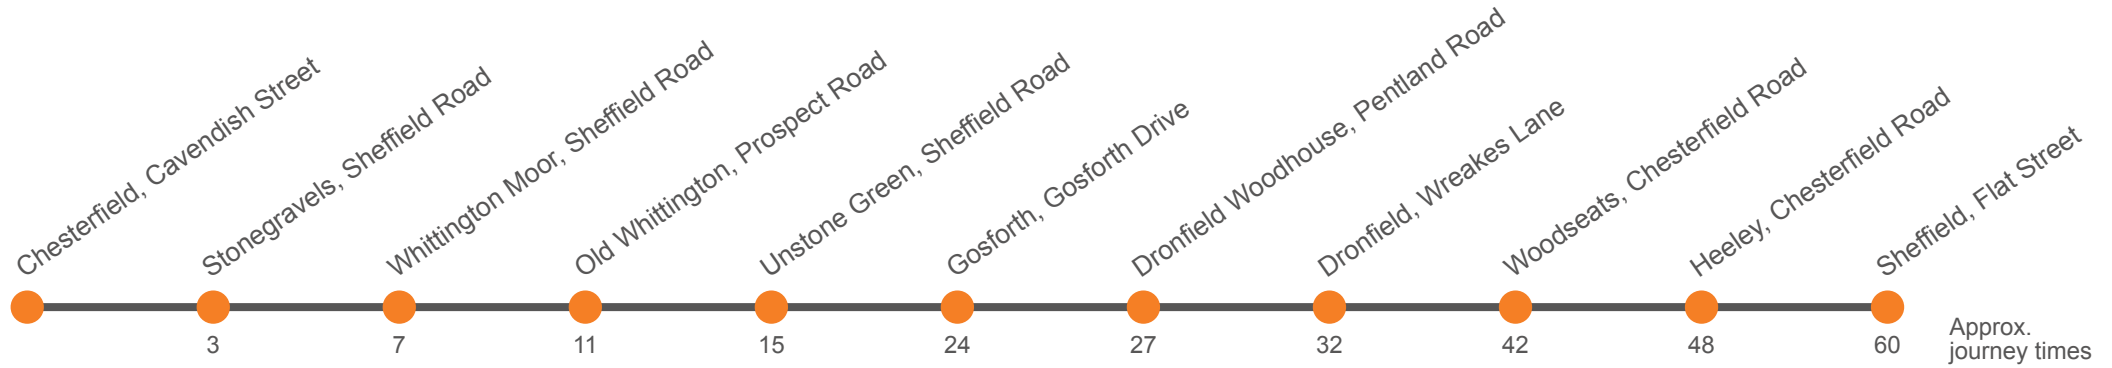 Chesterfield, Cavendish Street
Stonegravels, Sheffield Road
Whittington Moor, Sheffield Road
Old Whittington, Prospect Road
Unstone Green, Sheffield Road
Gosforth, Gosforth Drive
Dronfield Woodhouse, Pentland Road
Dronfield, Wreakes Lane
Woodseats, Chesterfield Road
Heeley, Chesterfield Road
Sheffield, Flat Street
3 7 11 15 24 27 32 42 48 60
Approx.
journey times